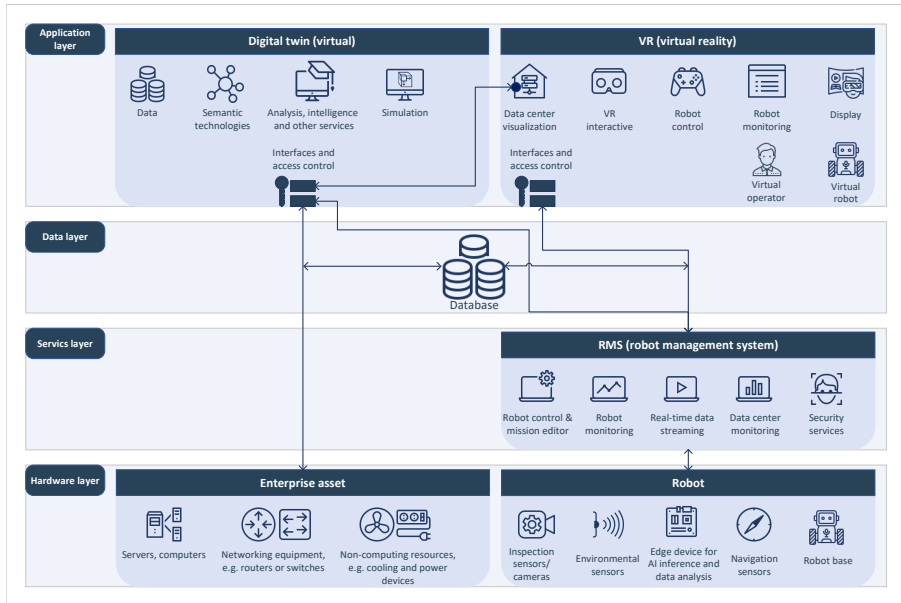 Application
layer
Digital twin (virtual)
Data
Semantic
technologies
Analysis, intelligence
and other services
Simulation
Interfaces and
access control
VR (virtual reality)
Data center
visualization
VR
interactive
Robot
control
Robot
monitoring
Display
Interfaces and
access control
Virtual
operator
Virtual
robot
Data layer
Database
Servics layer
RMS (robot management system)
Robot control &
mission editor
Robot
monitoring
Real-time data
streaming
Data center
monitoring
Security
services
Hardware layer
Enterprise asset
Servers, computers
Networking equipment,
e.g. routers or switches
Non-computing resources,
e.g. cooling and power
devices
Robot
Inspection
sensors/
cameras
Environmental
sensors
Edge device for
AI inference and
data analysis
Navigation
sensors
Robot base